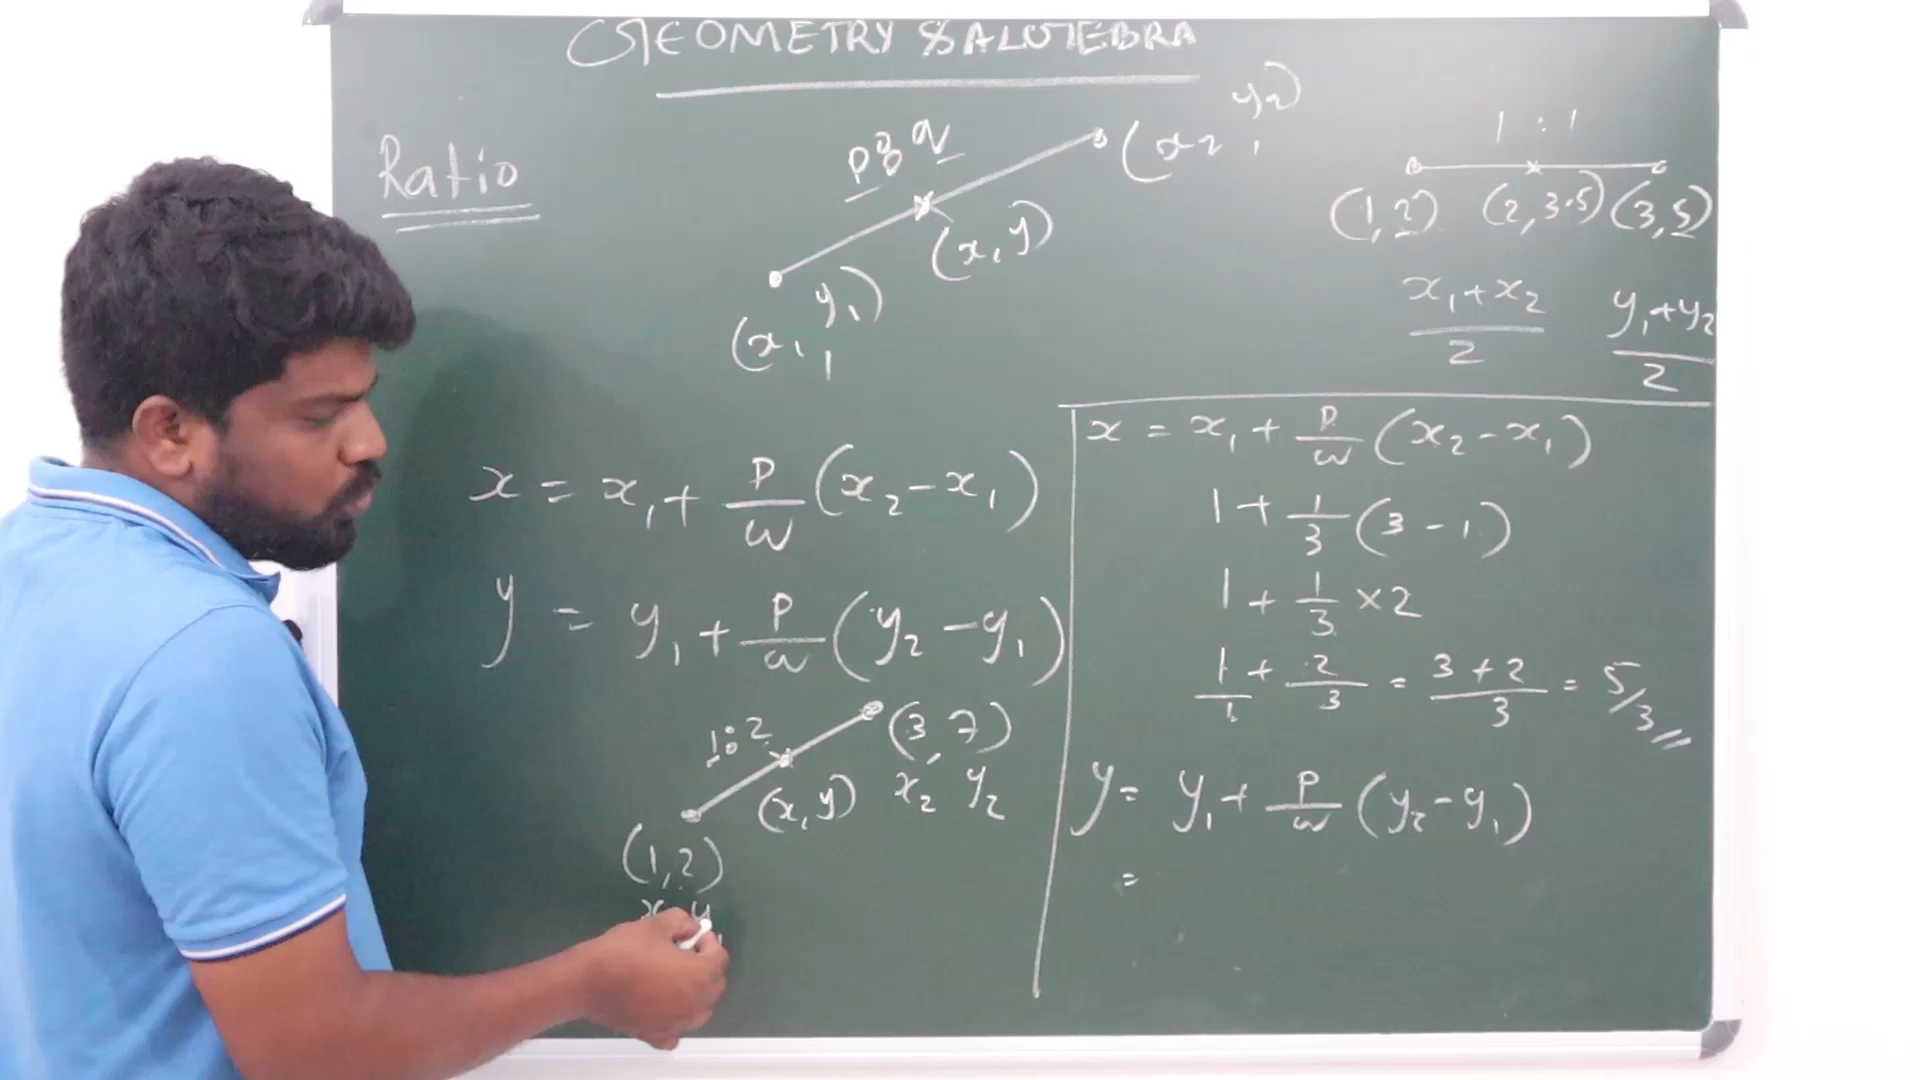 GEOMETRY & ALGEBRA
Ratio
p : q
(x₂, y₂)
(x, y)
(x₁, y₁)
x = x₁ + p/w (x₂ - x₁)
y = y₁ + p/w (y₂ - y₁)
1:2
(3, 7)
x₂ y₂
(x, y)
(1, 2)
1 : 1
(1, 2) (2, 3.5) (3, 5)
x₁ + x₂ / 2
y₁ + y₂ / 2
x = x₁ + p/w (x₂ - x₁)
1 + 1/3 (3 - 1)
1 + 1/3 × 2
1/1 + 2/3 = 3 + 2 / 3 = 5/3
y = y₁ + p/w (y₂ - y₁)
=